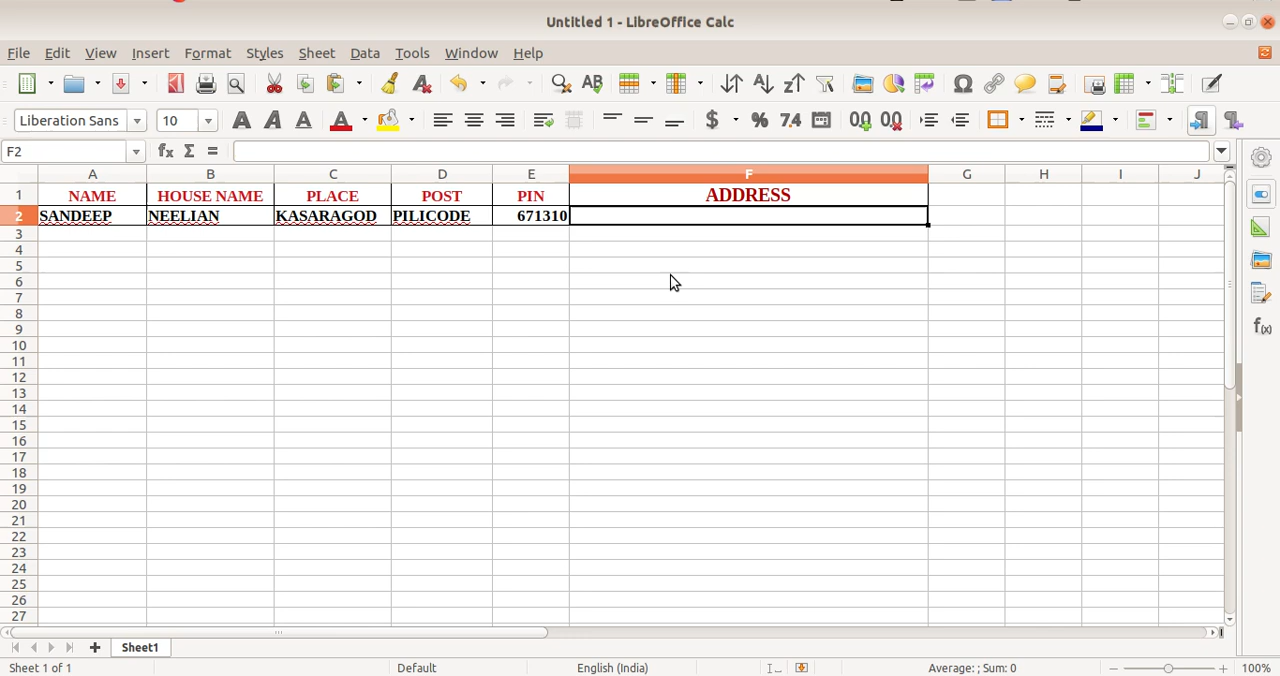 Untitled 1 - LibreOffice Calc
File Edit View Insert Format Styles Sheet Data Tools Window Help
Liberation Sans 10 $ % 7.4
F2 fx Σ =
A B C D E F G H I J
1 NAME HOUSE NAME PLACE POST PIN ADDRESS
2 SANDEEP NEELIAN KASARAGOD PILICODE 671310
3
4
5
6
7
8
9
10
11
12
13
14
15
16
17
18
19
20
21
22
23
24
25
26
27
Sheet1
Sheet 1 of 1 Default English (India) Average: ; Sum: 0 100%